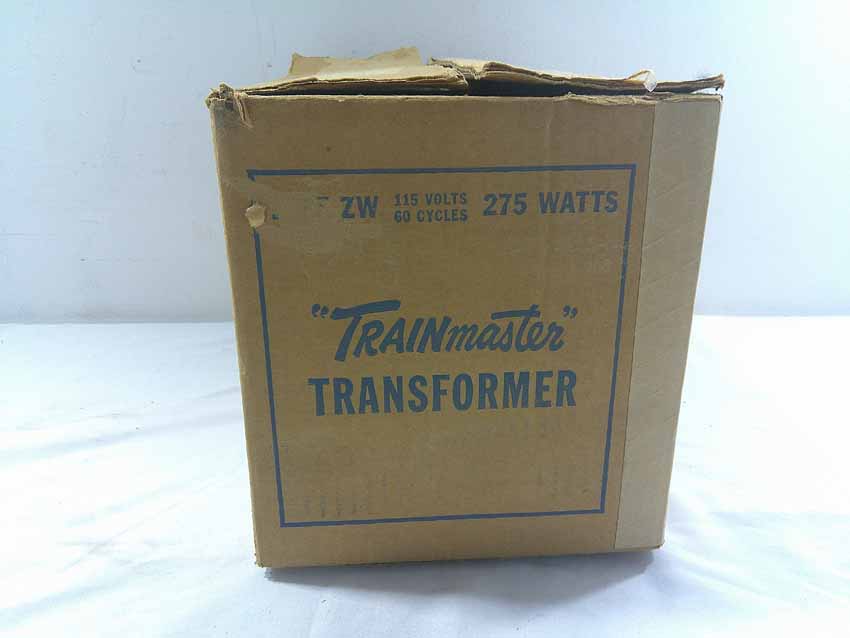 ZW 115 VOLTS 60 CYCLES 275 WATTS
"TRAINmaster"
TRANSFORMER